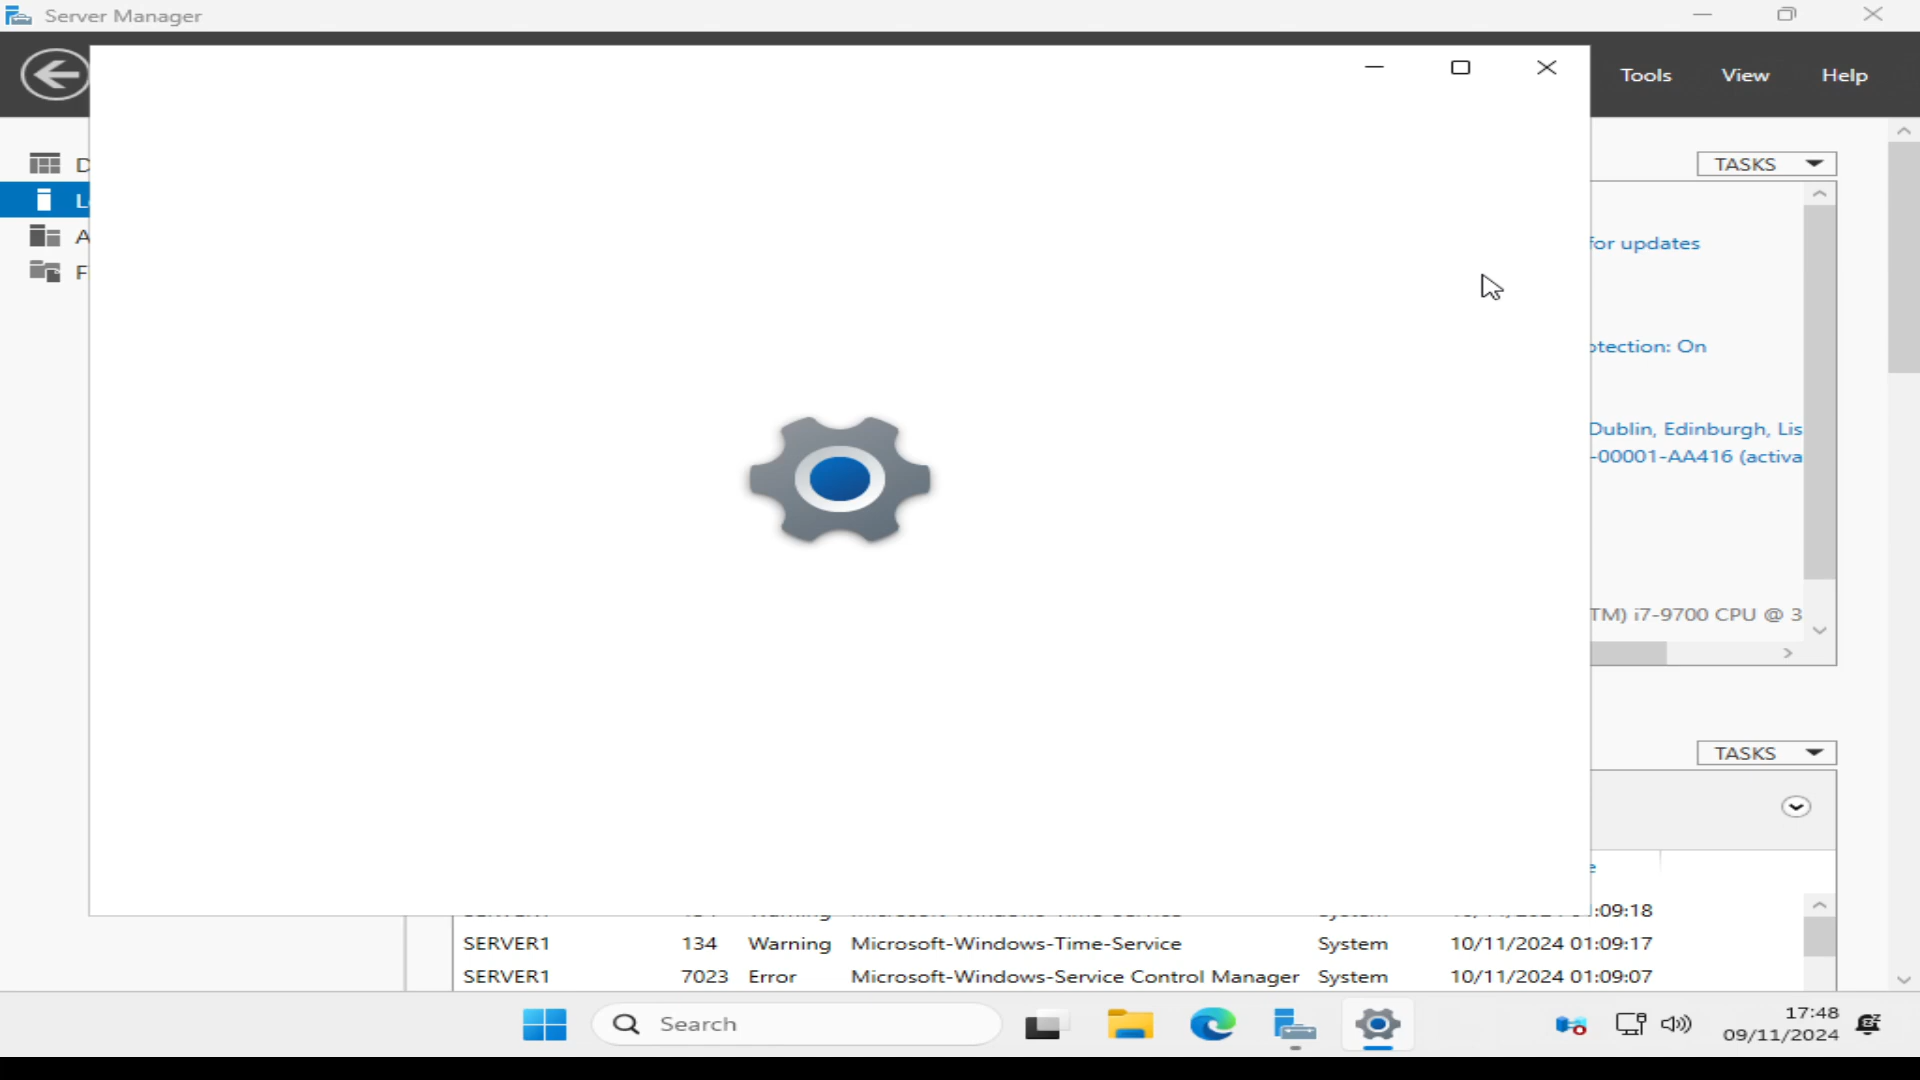 Server Manager
Tools View Help
D
L
A
F
TASKS
for updates
otection: On
Dublin, Edinburgh, Lis
-00001-AA416 (activa
TM) i7-9700 CPU @ 3
TASKS
e
:09:18
SERVER1 134 Warning Microsoft-Windows-Time-Service System 10/11/2024 01:09:17
SERVER1 7023 Error Microsoft-Windows-Service Control Manager System 10/11/2024 01:09:07
Search
17:48
09/11/2024